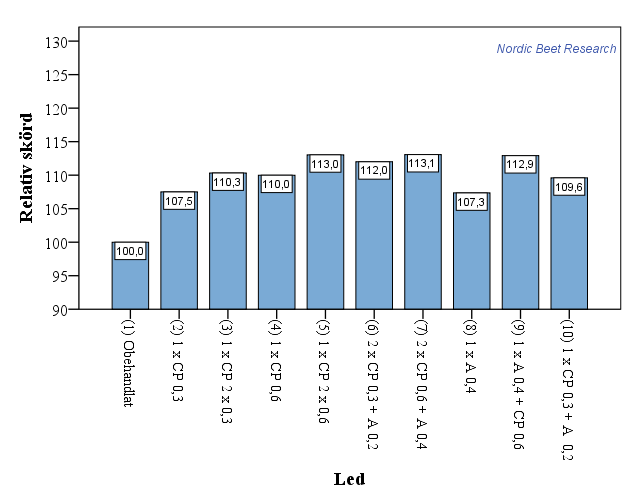 Nordic Beet Research
Relativ skörd
130
125
120
115
110
105
100
95
90
100,0
107,5
110,3
110,0
113,0
112,0
113,1
107,3
112,9
109,6
(1) Obehandlat
(2) 1 x CP 0,3
(3) 1 x CP 2 x 0,3
(4) 1 x CP 0,6
(5) 1 x CP 2 x 0,6
(6) 2 x CP 0,3 + A 0,2
(7) 2 x CP 0,6 + A 0,4
(8) 1 x A 0,4
(9) 1 x A 0,4 + CP 0,6
(10) 1 x CP 0,3 + A 0,2
Led